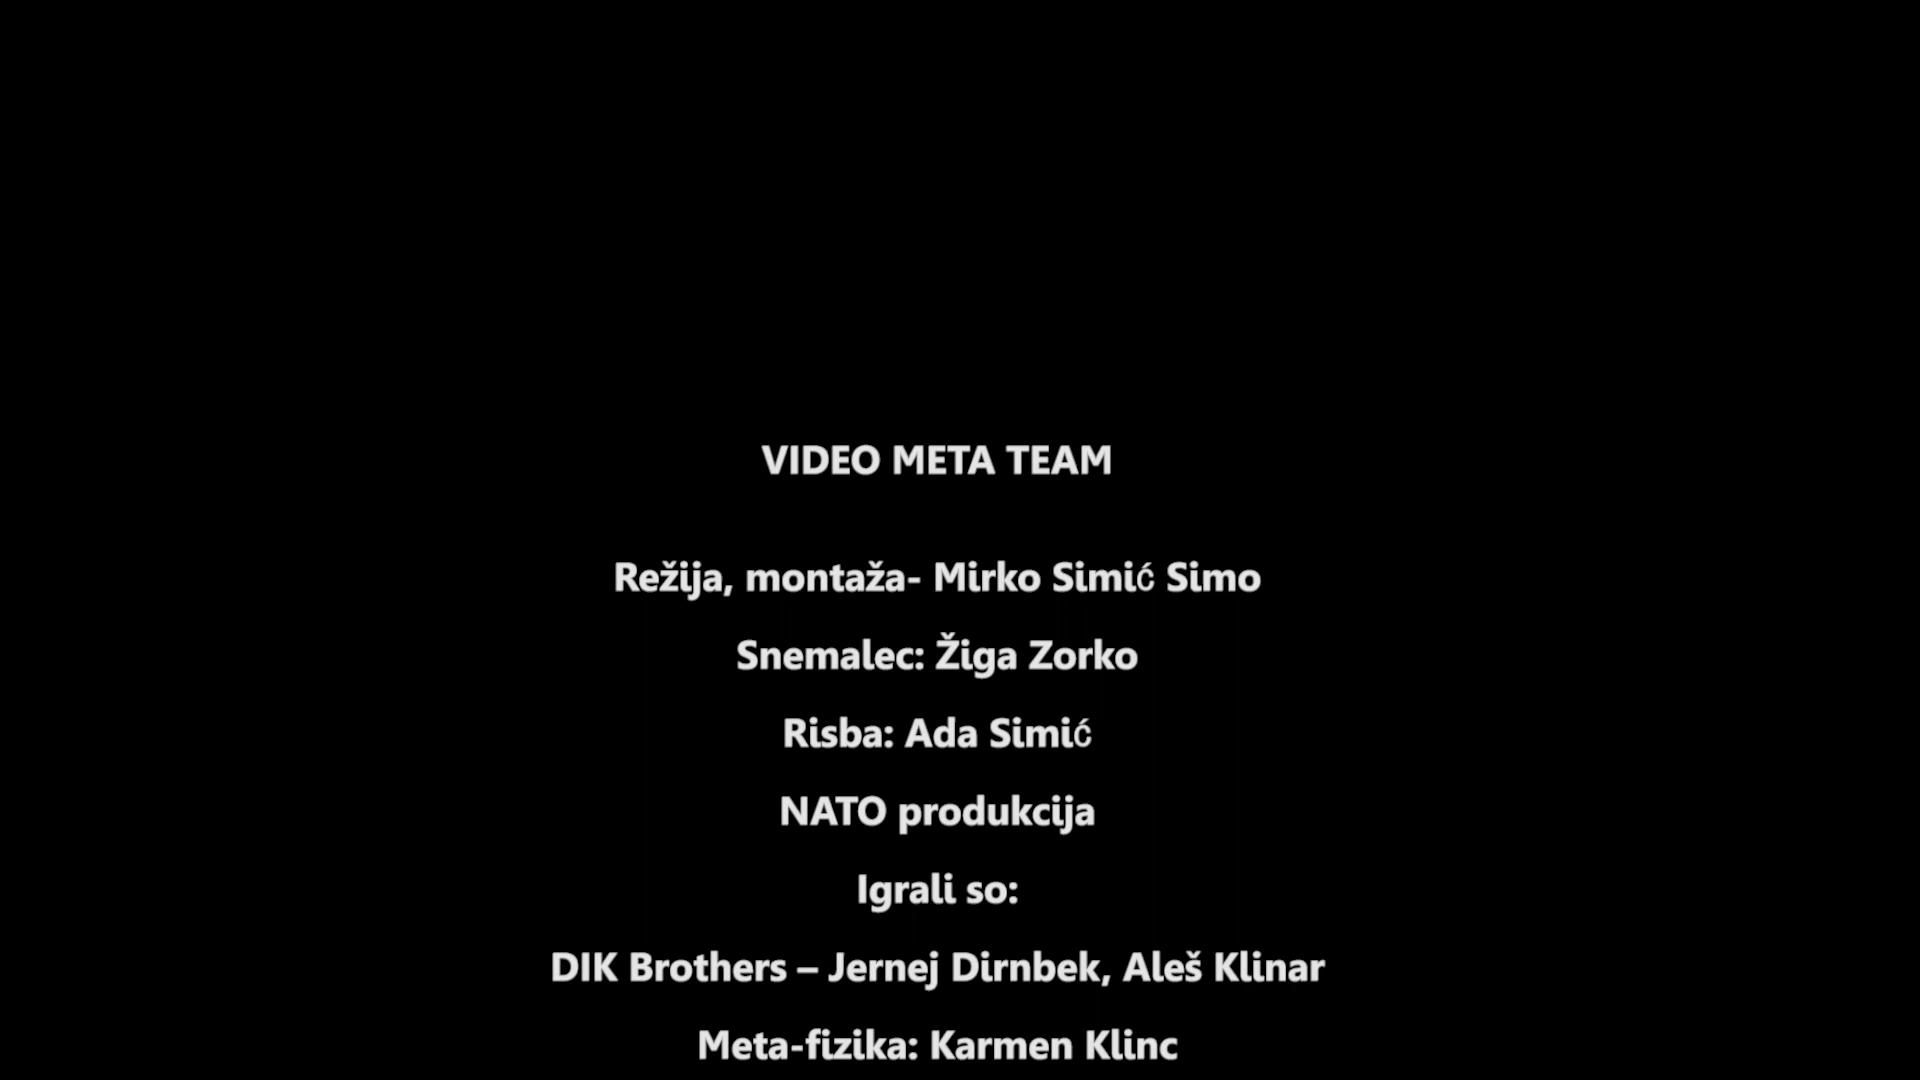 VIDEO META TEAM
Režija, montaža- Mirko Simić Simo
Snemalec: Žiga Zorko
Risba: Ada Simić
NATO produkcija
Igrali so:
DIK Brothers – Jernej Dirnbek, Aleš Klinar
Meta-fizika: Karmen Klinc